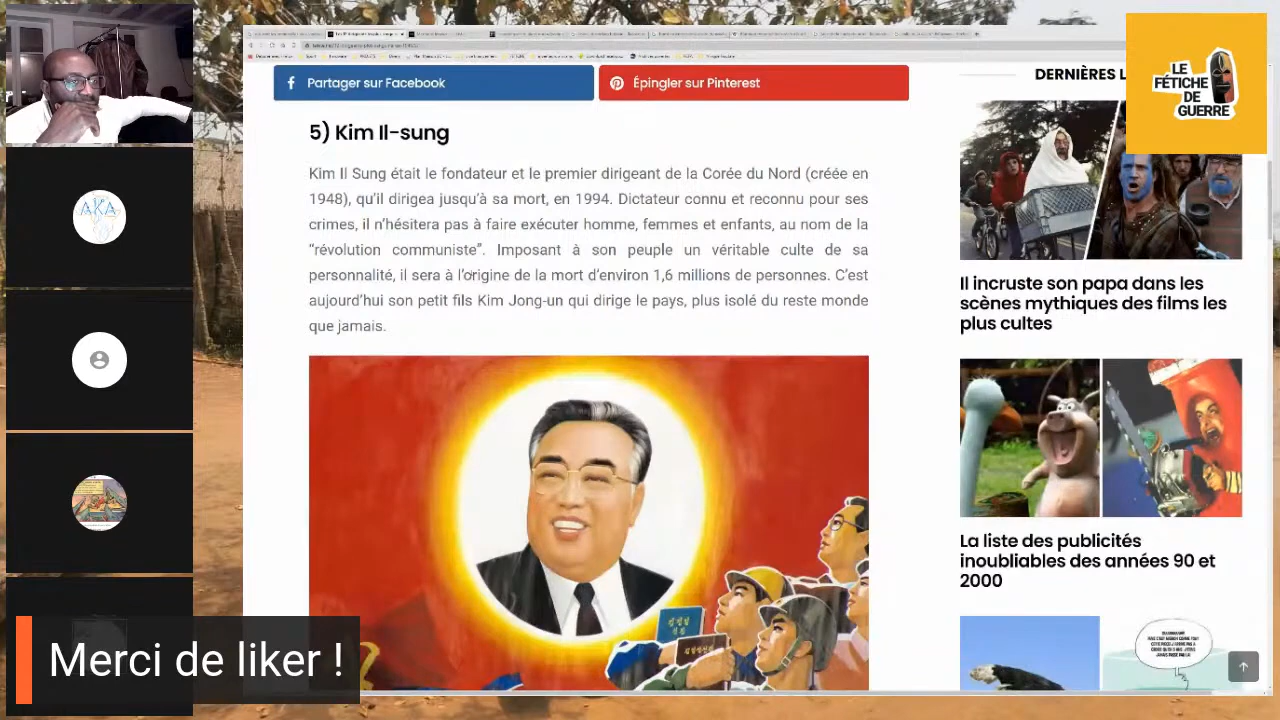 Partager sur Facebook
Épingler sur Pinterest
DERNIÈRES L
LE
FÉTICHE
DE
GUERRE
5) Kim Il-sung
Kim Il Sung était le fondateur et le premier dirigeant de la Corée du Nord (créée en
1948), qu'il dirigea jusqu'à sa mort, en 1994. Dictateur connu et reconnu pour ses
crimes, il n'hésitera pas à faire exécuter homme, femmes et enfants, au nom de la
“révolution communiste”. Imposant à son peuple un véritable culte de sa
personnalité, il sera à l'origine de la mort d'environ 1,6 millions de personnes. C'est
aujourd'hui son petit fils Kim Jong-un qui dirige le pays, plus isolé du reste monde
que jamais.
Il incruste son papa dans les
scènes mythiques des films les
plus cultes
La liste des publicités
inoubliables des années 90 et
2000
AKA
Merci de liker !